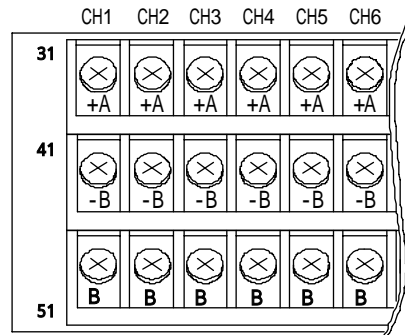 CH1 CH2 CH3 CH4 CH5 CH6
31
+A +A +A +A +A +A
41
-B -B -B -B -B -B
B B B B B B
51